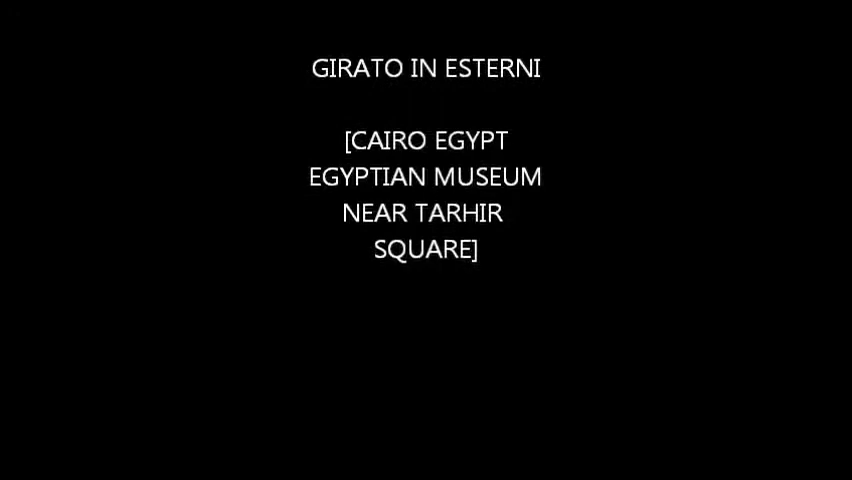 GIRATO IN ESTERNI
[CAIRO EGYPT
EGYPTIAN MUSEUM
NEAR TARHIR
SQUARE]